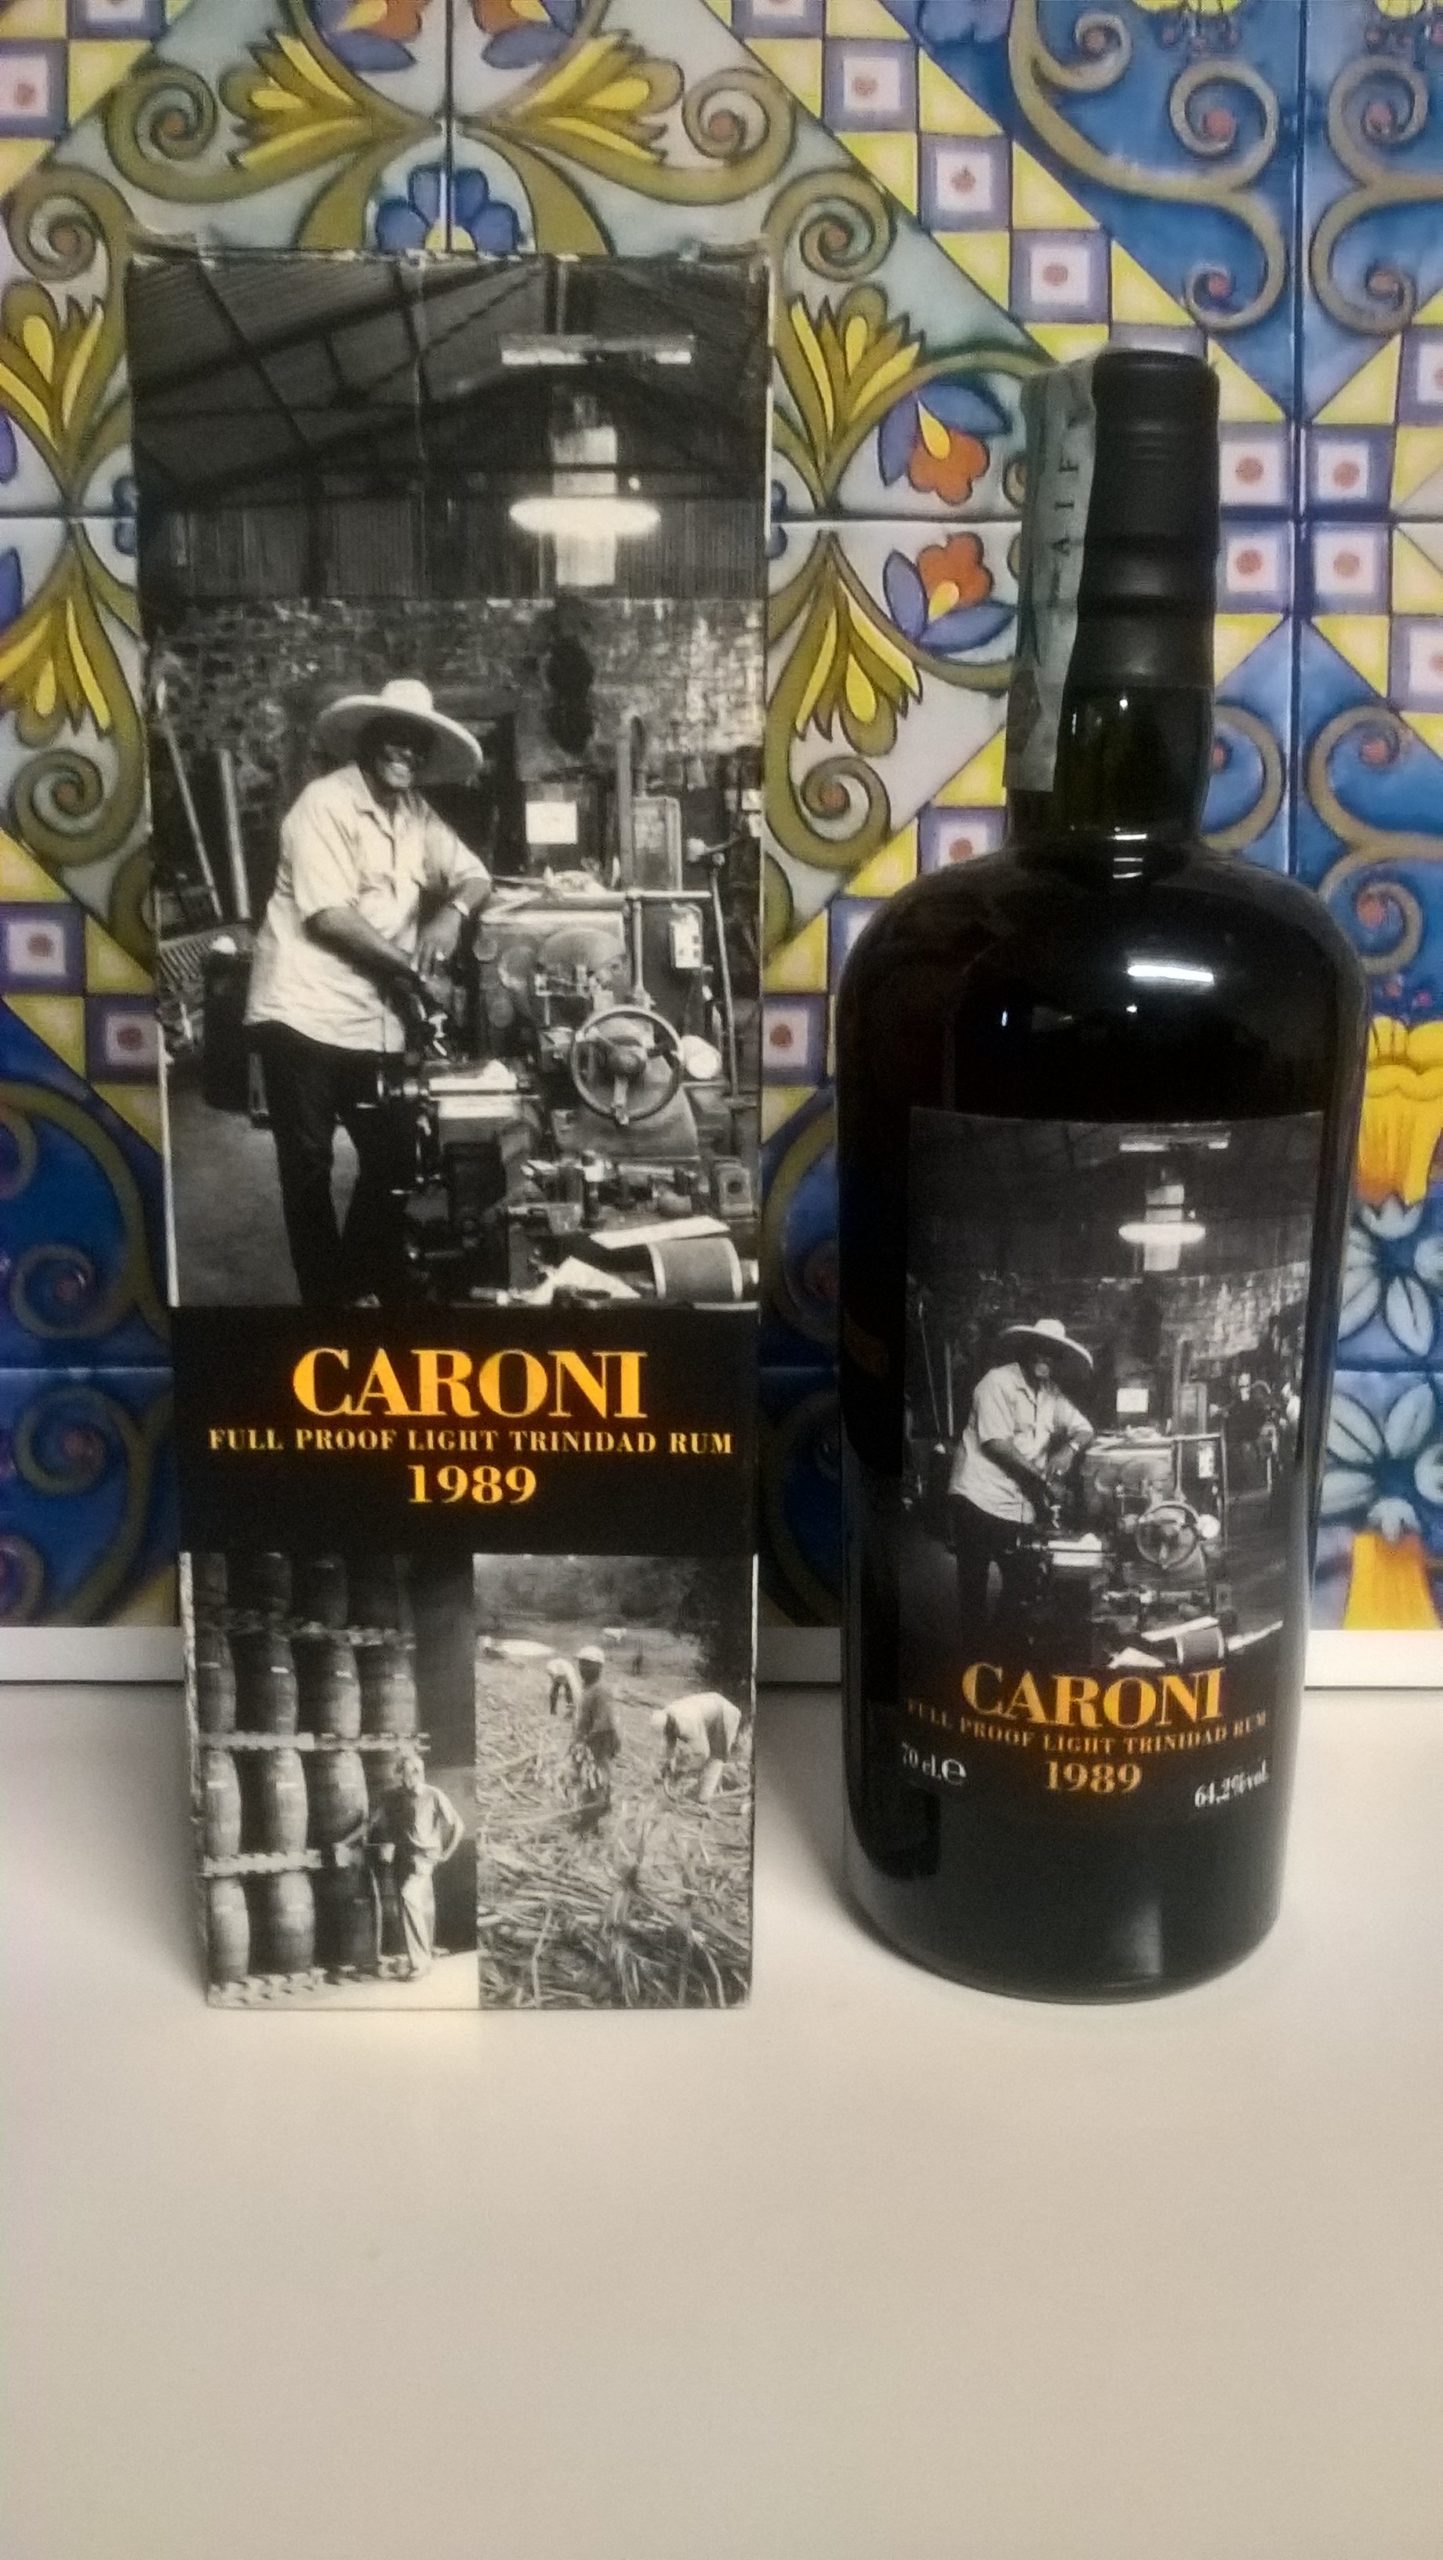 CARONI
FULL PROOF LIGHT TRINIDAD RUM
1989
CARONI
FULL PROOF LIGHT TRINIDAD RUM
70 cl. e
1989
64,2%vol.